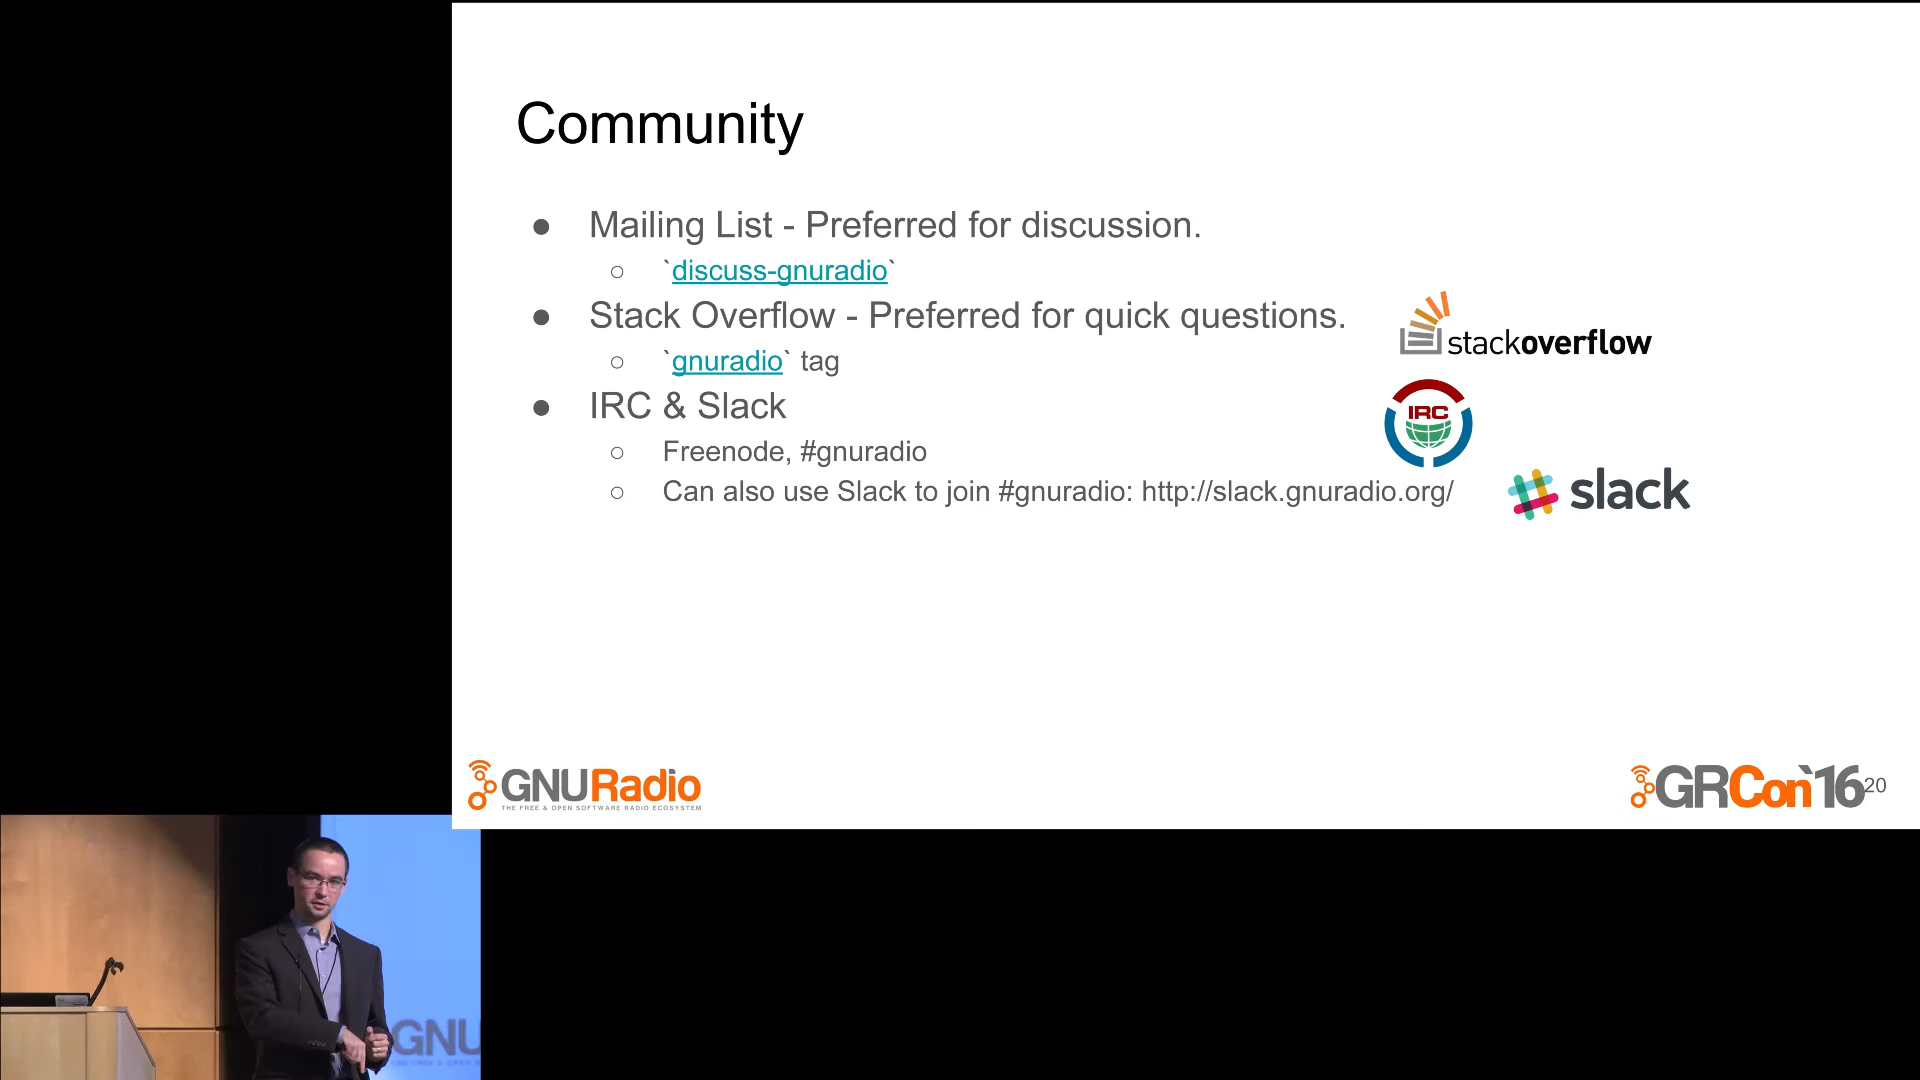 Community
● Mailing List - Preferred for discussion.
○ `discuss-gnuradio`
● Stack Overflow - Preferred for quick questions.
○ `gnuradio` tag
● IRC & Slack
○ Freenode, #gnuradio
○ Can also use Slack to join #gnuradio: http://slack.gnuradio.org/
stackoverflow
IRC
slack
GNURadio
THE FREE & OPEN SOFTWARE RADIO ECOSYSTEM
GRCon`16
20
GNU